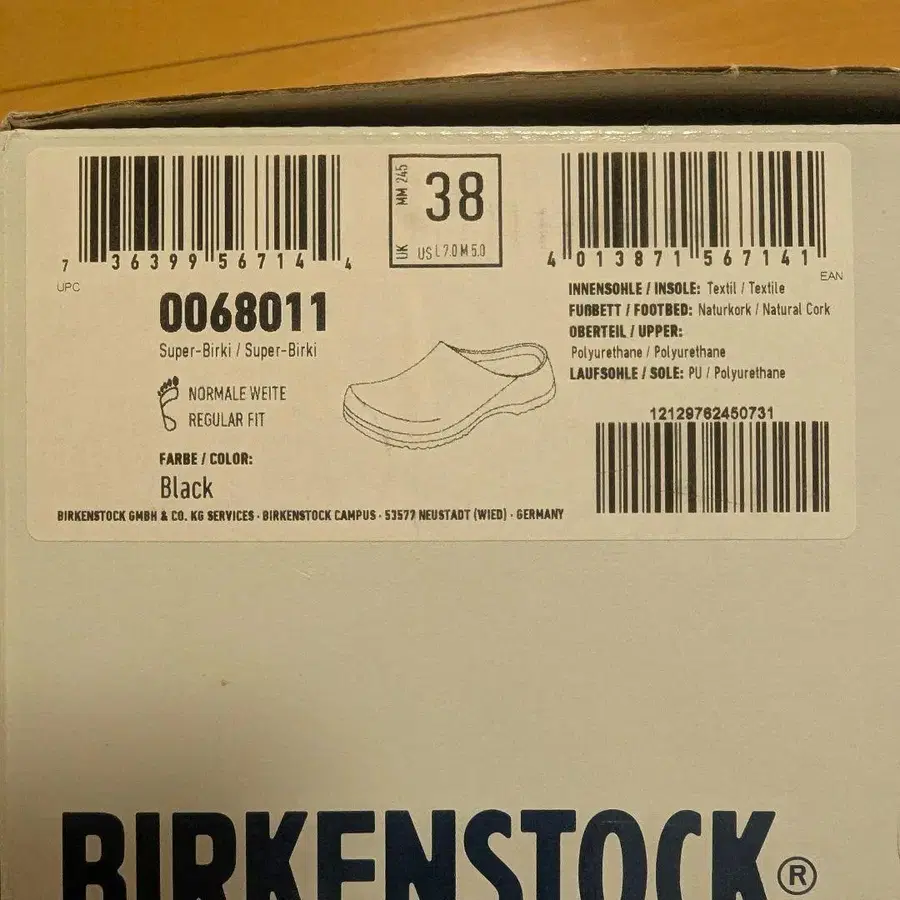 7 36399 56714 4
UPC
MM 245
38
UK
US L 7.0 M 5.0
4 013871 567141
EAN
0068011
Super-Birki / Super-Birki
NORMALE WEITE
REGULAR FIT
FARBE / COLOR:
Black
INNENSOHLE / INSOLE: Textil / Textile
FUßBETT / FOOTBED: Naturkork / Natural Cork
OBERTEIL / UPPER:
Polyurethane / Polyurethane
LAUFSOHLE / SOLE: PU / Polyurethane
12129762450731
BIRKENSTOCK GMBH & CO. KG SERVICES · BIRKENSTOCK CAMPUS · 53577 NEUSTADT (WIED) · GERMANY
BIRKENSTOCK®